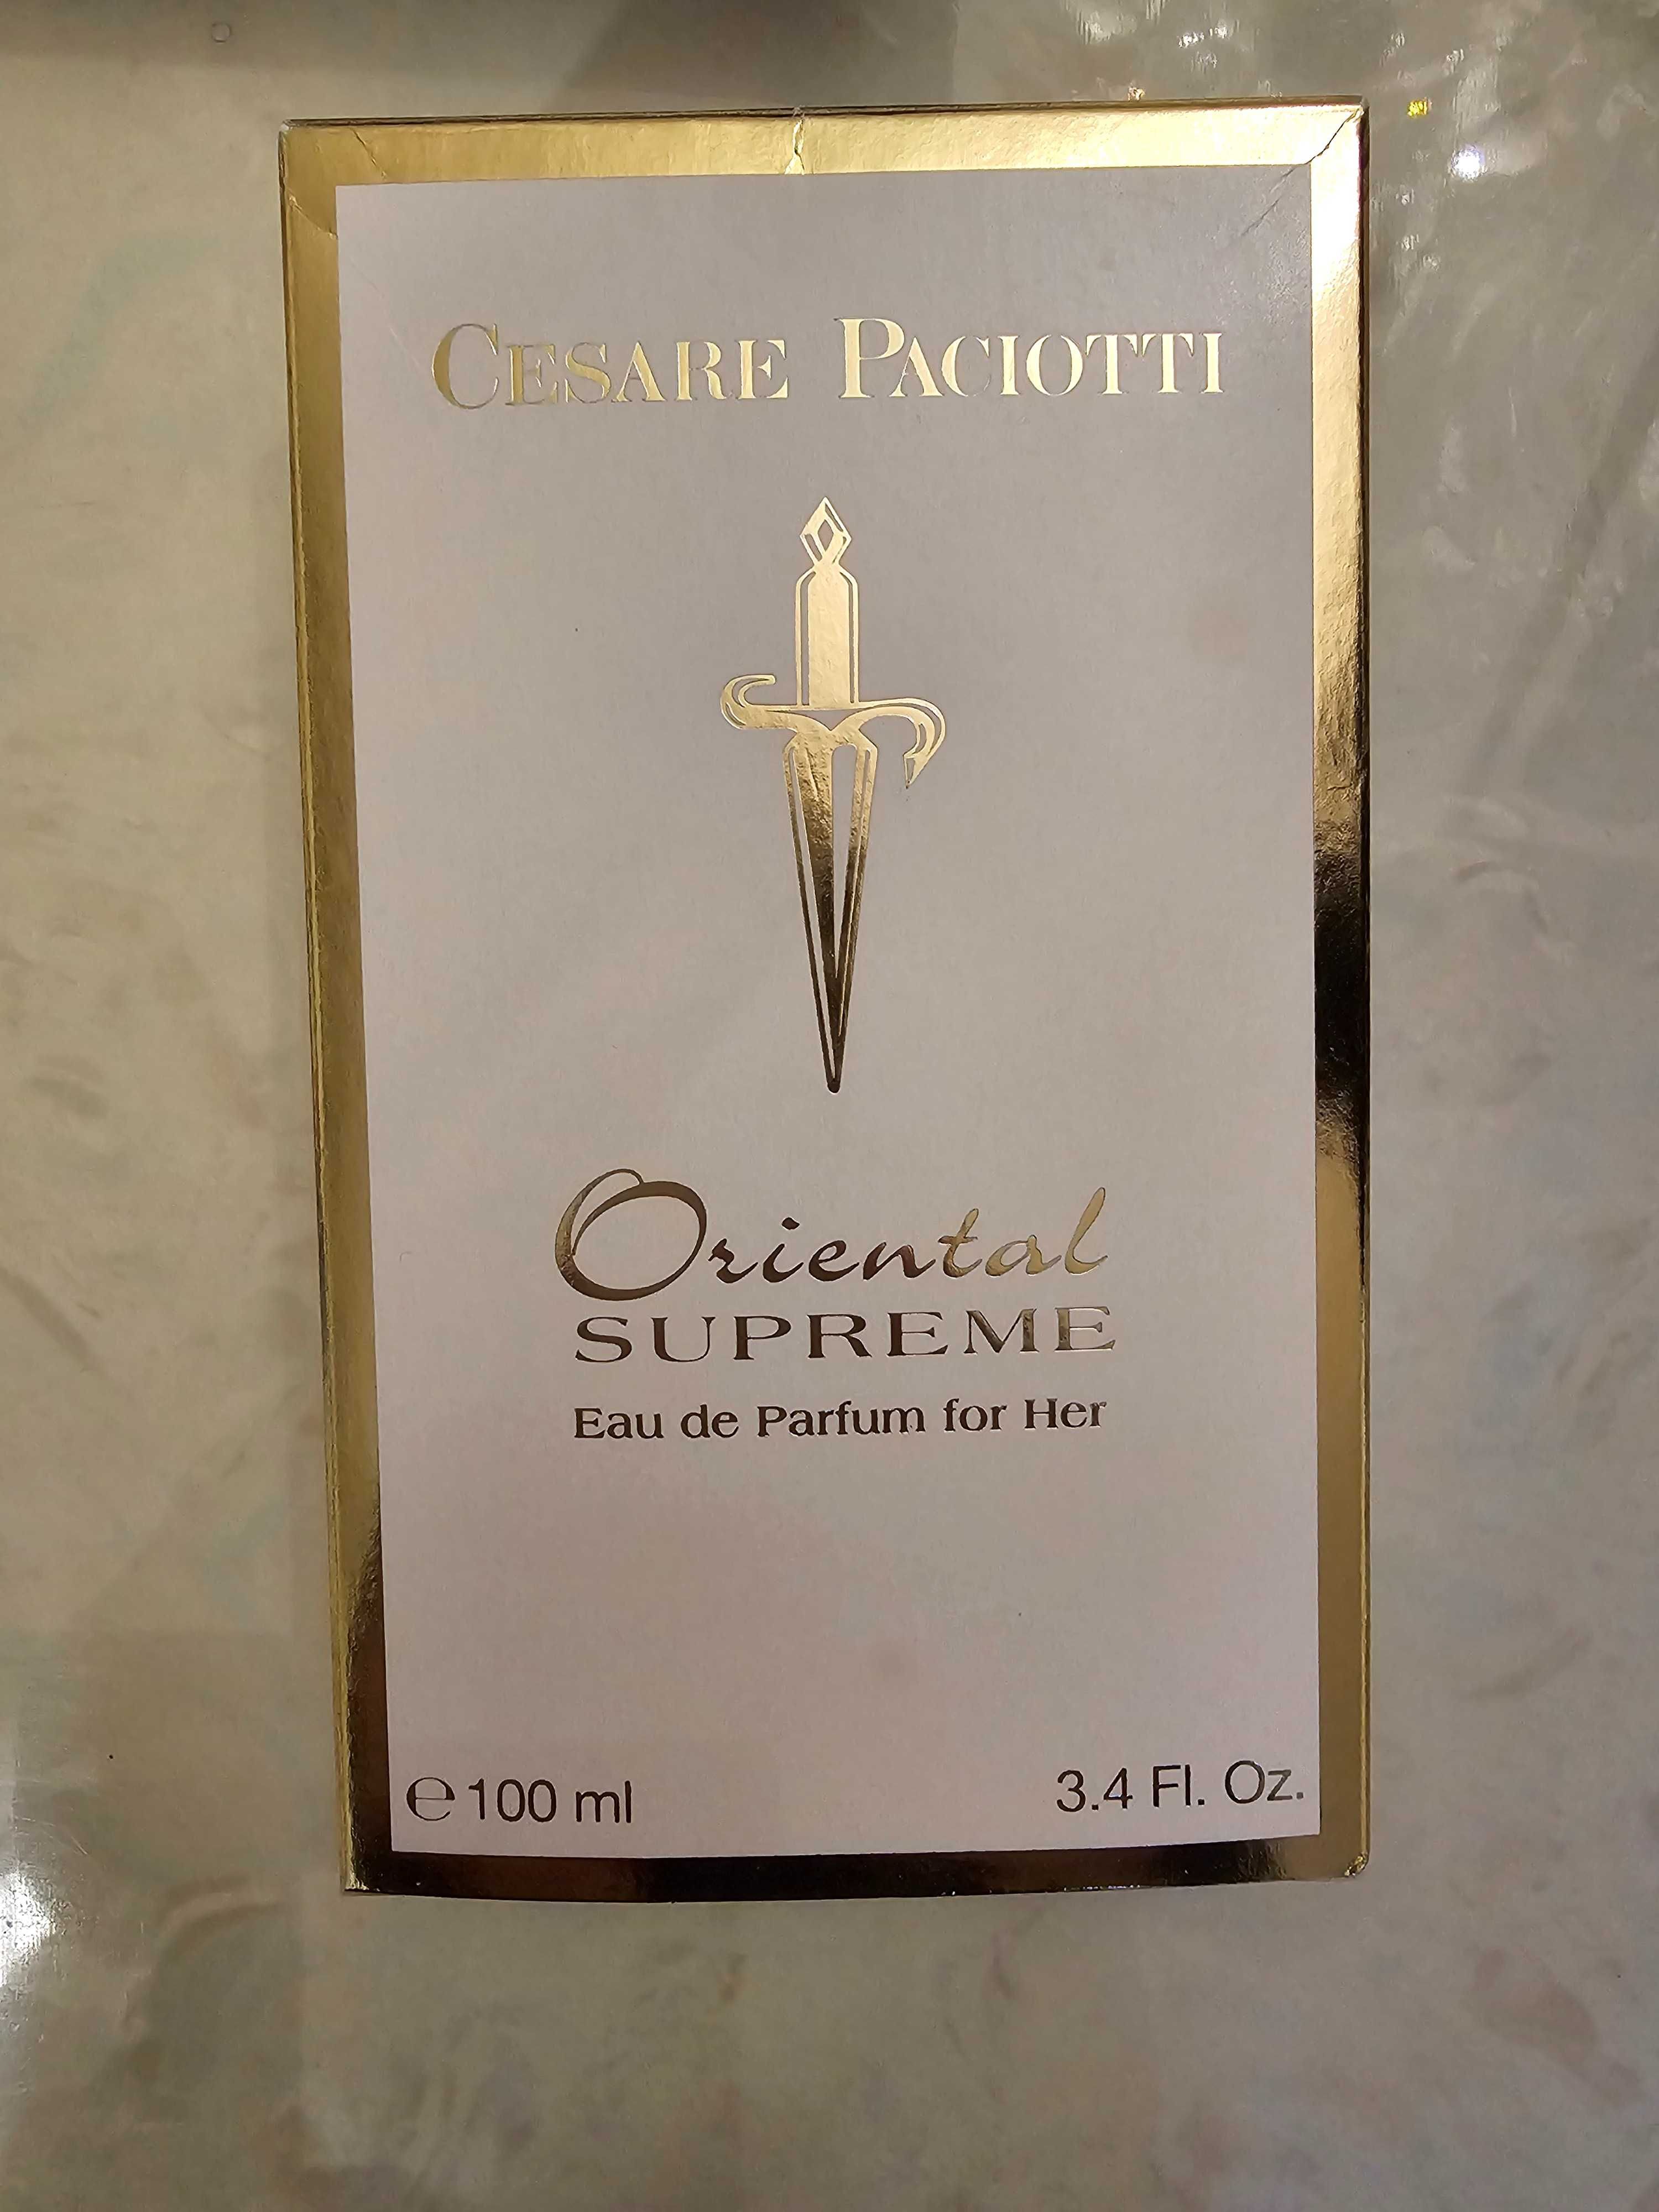 CESARE PACIOTTI
Oriental
SUPREME
Eau de Parfum for Her
℮100 ml
3.4 Fl. Oz.